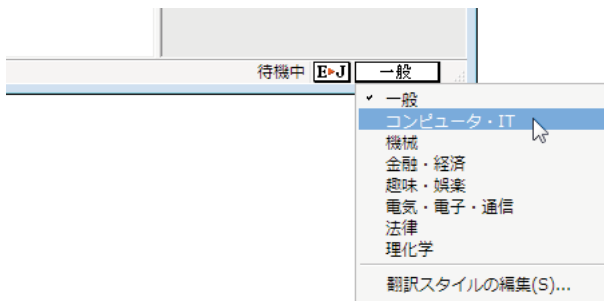 待機中 E▶J 一般
✓ 一般
コンピュータ・IT
機械
金融・経済
趣味・娯楽
電気・電子・通信
法律
理化学
翻訳スタイルの編集(S)...